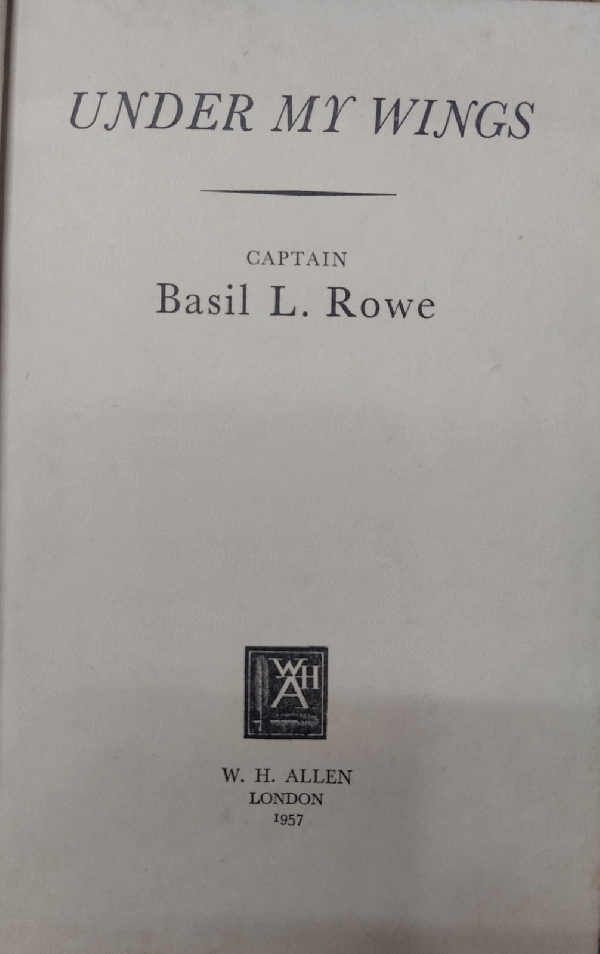 UNDER MY WINGS
CAPTAIN
Basil L. Rowe
WHA
W. H. ALLEN
LONDON
1957